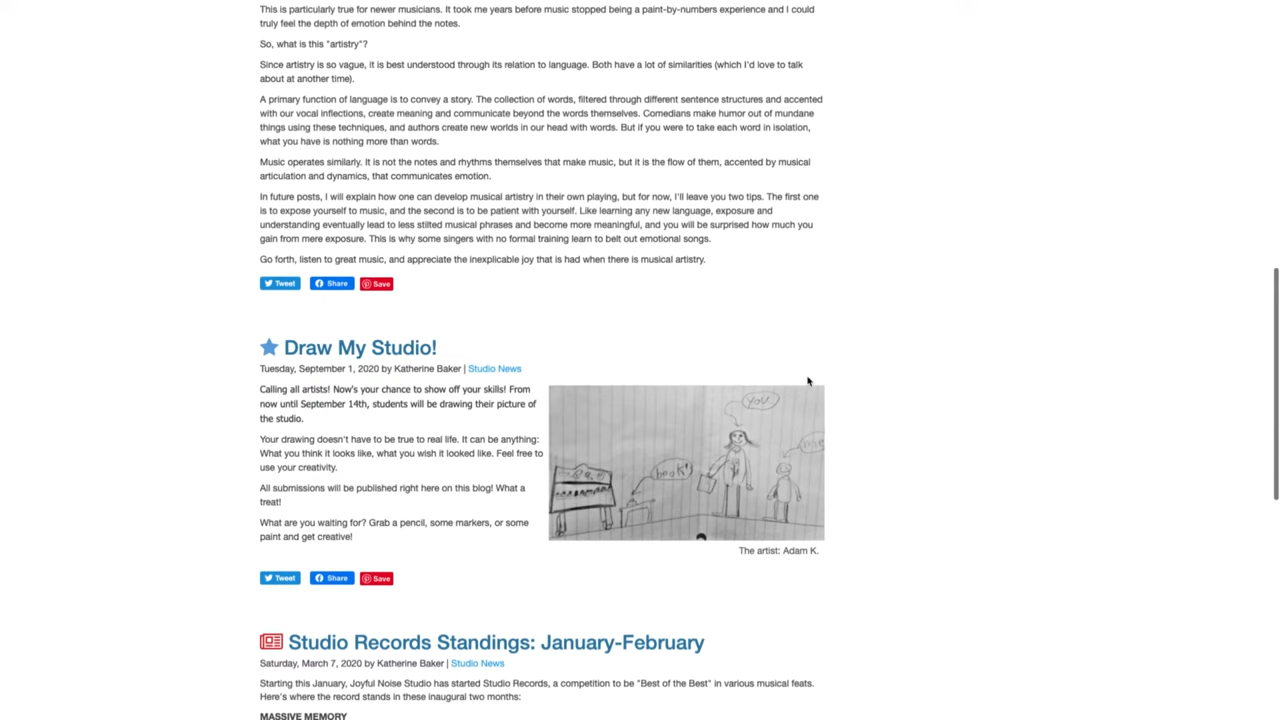 This is particularly true for newer musicians. It took me years before music stopped being a paint-by-numbers experience and I could
truly feel the depth of emotion behind the notes.
So, what is this "artistry"?
Since artistry is so vague, it is best understood through its relation to language. Both have a lot of similarities (which I'd love to talk
about at another time).
A primary function of language is to convey a story. The collection of words, filtered through different sentence structures and accented
with our vocal inflections, create meaning and communicate beyond the words themselves. Comedians make humor out of mundane
things using these techniques, and authors create new worlds in our head with words. But if you were to take each word in isolation,
what you have is nothing more than words.
Music operates similarly. It is not the notes and rhythms themselves that make music, but it is the flow of them, accented by musical
articulation and dynamics, that communicates emotion.
In future posts, I will explain how one can develop musical artistry in their own playing, but for now, I'll leave you two tips. The first one
is to expose yourself to music, and the second is to be patient with yourself. Like learning any new language, exposure and
understanding eventually lead to less stilted musical phrases and become more meaningful, and you will be surprised how much you
gain from mere exposure. This is why some singers with no formal training learn to belt out emotional songs.
Go forth, listen to great music, and appreciate the inexplicable joy that is had when there is musical artistry.
Tweet Share Save
Draw My Studio!
Tuesday, September 1, 2020 by Katherine Baker | Studio News
Calling all artists! Now's your chance to show off your skills! From
now until September 14th, students will be drawing their picture of
the studio.
Your drawing doesn't have to be true to real life. It can be anything:
What you think it looks like, what you wish it looked like. Feel free to
use your creativity.
All submissions will be published right here on this blog! What a
treat!
What are you waiting for? Grab a pencil, some markers, or some
paint and get creative!
you
me
book!
The artist: Adam K.
Tweet Share Save
Studio Records Standings: January-February
Saturday, March 7, 2020 by Katherine Baker | Studio News
Starting this January, Joyful Noise Studio has started Studio Records, a competition to be "Best of the Best" in various musical feats.
Here's where the record stands in these inaugural two months:
MASSIVE MEMORY